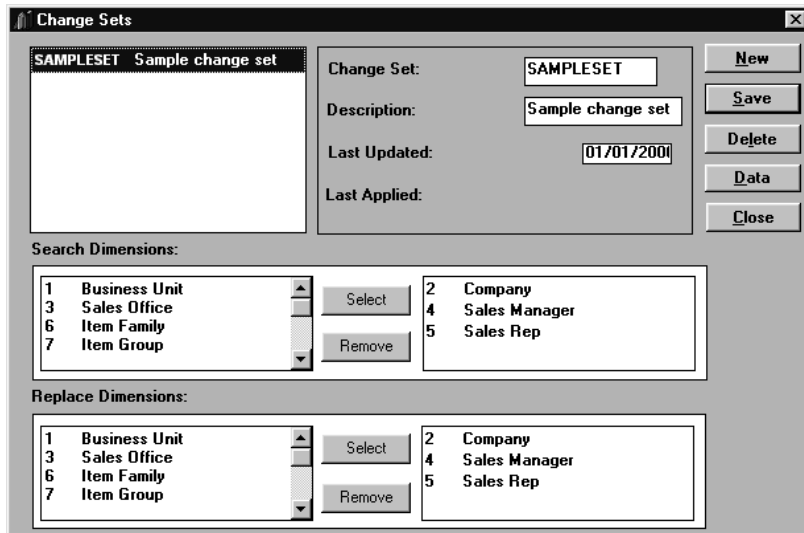 Change Sets
SAMPLESET Sample change set
Change Set: SAMPLESET
Description: Sample change set
Last Updated: 01/01/200
Last Applied:
New
Save
Delete
Data
Close
Search Dimensions:
1 Business Unit
3 Sales Office
6 Item Family
7 Item Group
Select
Remove
2 Company
4 Sales Manager
5 Sales Rep
Replace Dimensions:
1 Business Unit
3 Sales Office
6 Item Family
7 Item Group
Select
Remove
2 Company
4 Sales Manager
5 Sales Rep